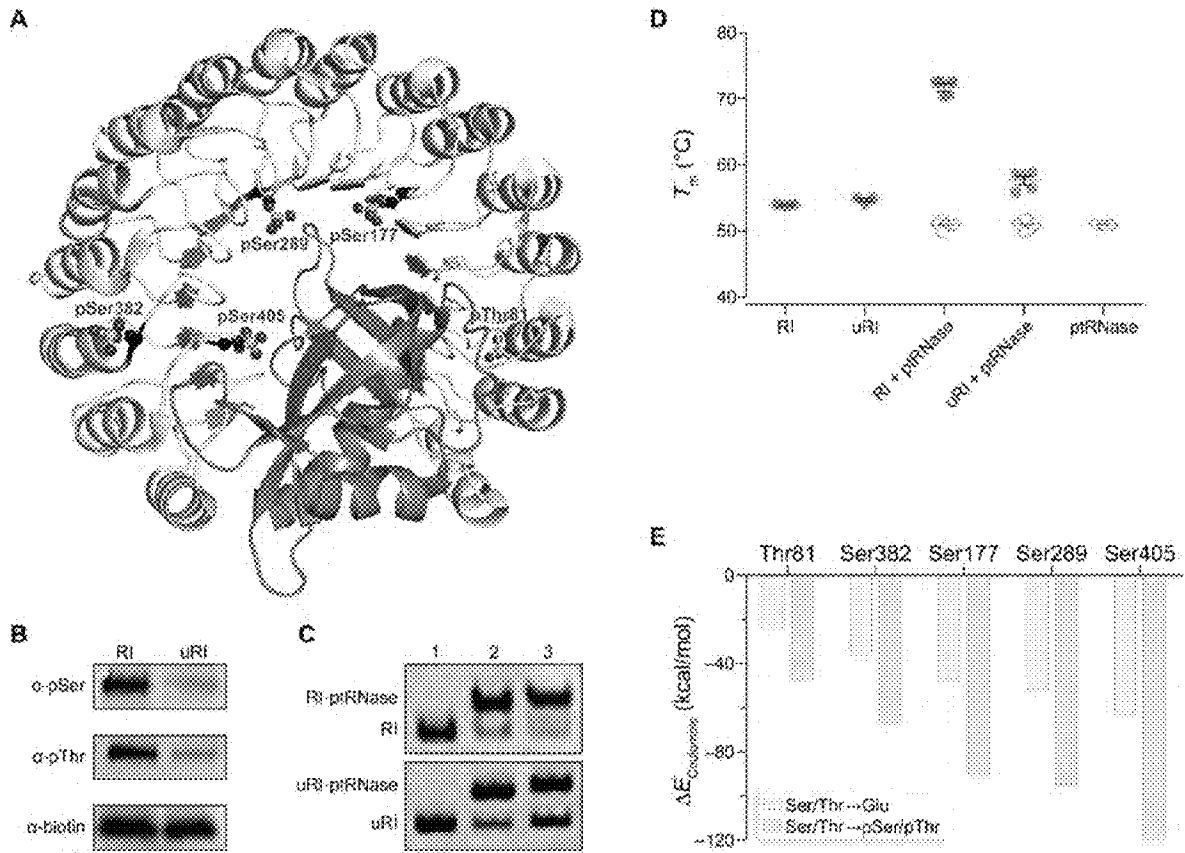 A
pSer289
pSer177
pSer382
pSer405
pThr81
B
RI uRI
α-pSer
α-pThr
α-biotin
C
1 2 3
RI-ptRNase
RI
uRI-ptRNase
uRI
D
80
70
60
50
40
Tm (°C)
RI
uRI
RI + ptRNase
uRI + ptRNase
ptRNase
E
Thr81 Ser382 Ser177 Ser289 Ser405
0
-40
-80
-120
ΔECoulombic (kcal/mol)
Ser/Thr→Glu
Ser/Thr→pSer/pThr